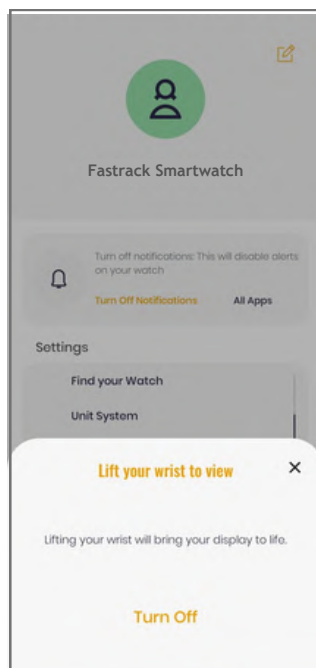 Fastrack Smartwatch
Turn off notifications: This will disable alerts
on your watch
Turn Off Notifications All Apps
Settings
Find your Watch
Unit System
Lift your wrist to view
Lifting your wrist will bring your display to life.
Turn Off